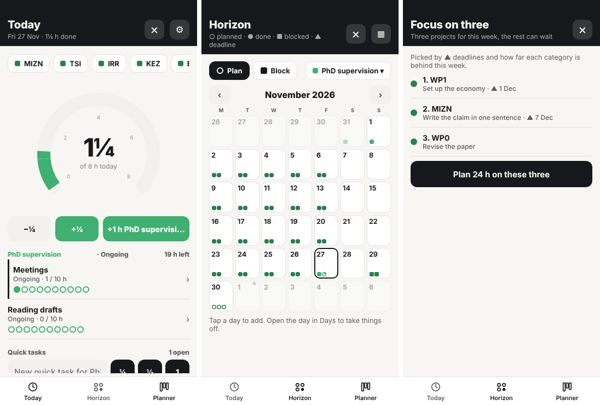 Today
Fri 27 Nov · 1¼ h done
MIZN
TSI
IRR
KEZ
4
2
6
1¼
of 8 h today
0
8
−¼
+¼
+1 h PhD supervisi…
PhD supervision
· Ongoing
19 h left
Meetings
Ongoing · 1 / 10 h
Reading drafts
Ongoing · 0 / 10 h
Quick tasks
1 open
New quick task for Ph
¼
½
1
Today
Horizon
Planner
Horizon
○ planned · ● done · ■ blocked · ▲
deadline
Plan
Block
PhD supervision ▾
‹
November 2026
›
M T W T F S S
26 27 28 29 30 31 1
2 3 4 5 6 7 8
9 10 11 12 13 14 15
16 17 18 19 20 21 22
23 24 25 26 27 28 29
30 1 2 3 4 5 6
Tap a day to add. Open the day in Days to take things
off.
Today
Horizon
Planner
Focus on three
Three projects for this week, the rest can wait
Picked by ▲ deadlines and how far each category is
behind this week.
1. WP1
Set up the economy · ▲ 1 Dec
2. MIZN
Write the claim in one sentence · ▲ 7 Dec
3. WP0
Revise the paper
Plan 24 h on these three
Today
Horizon
Planner